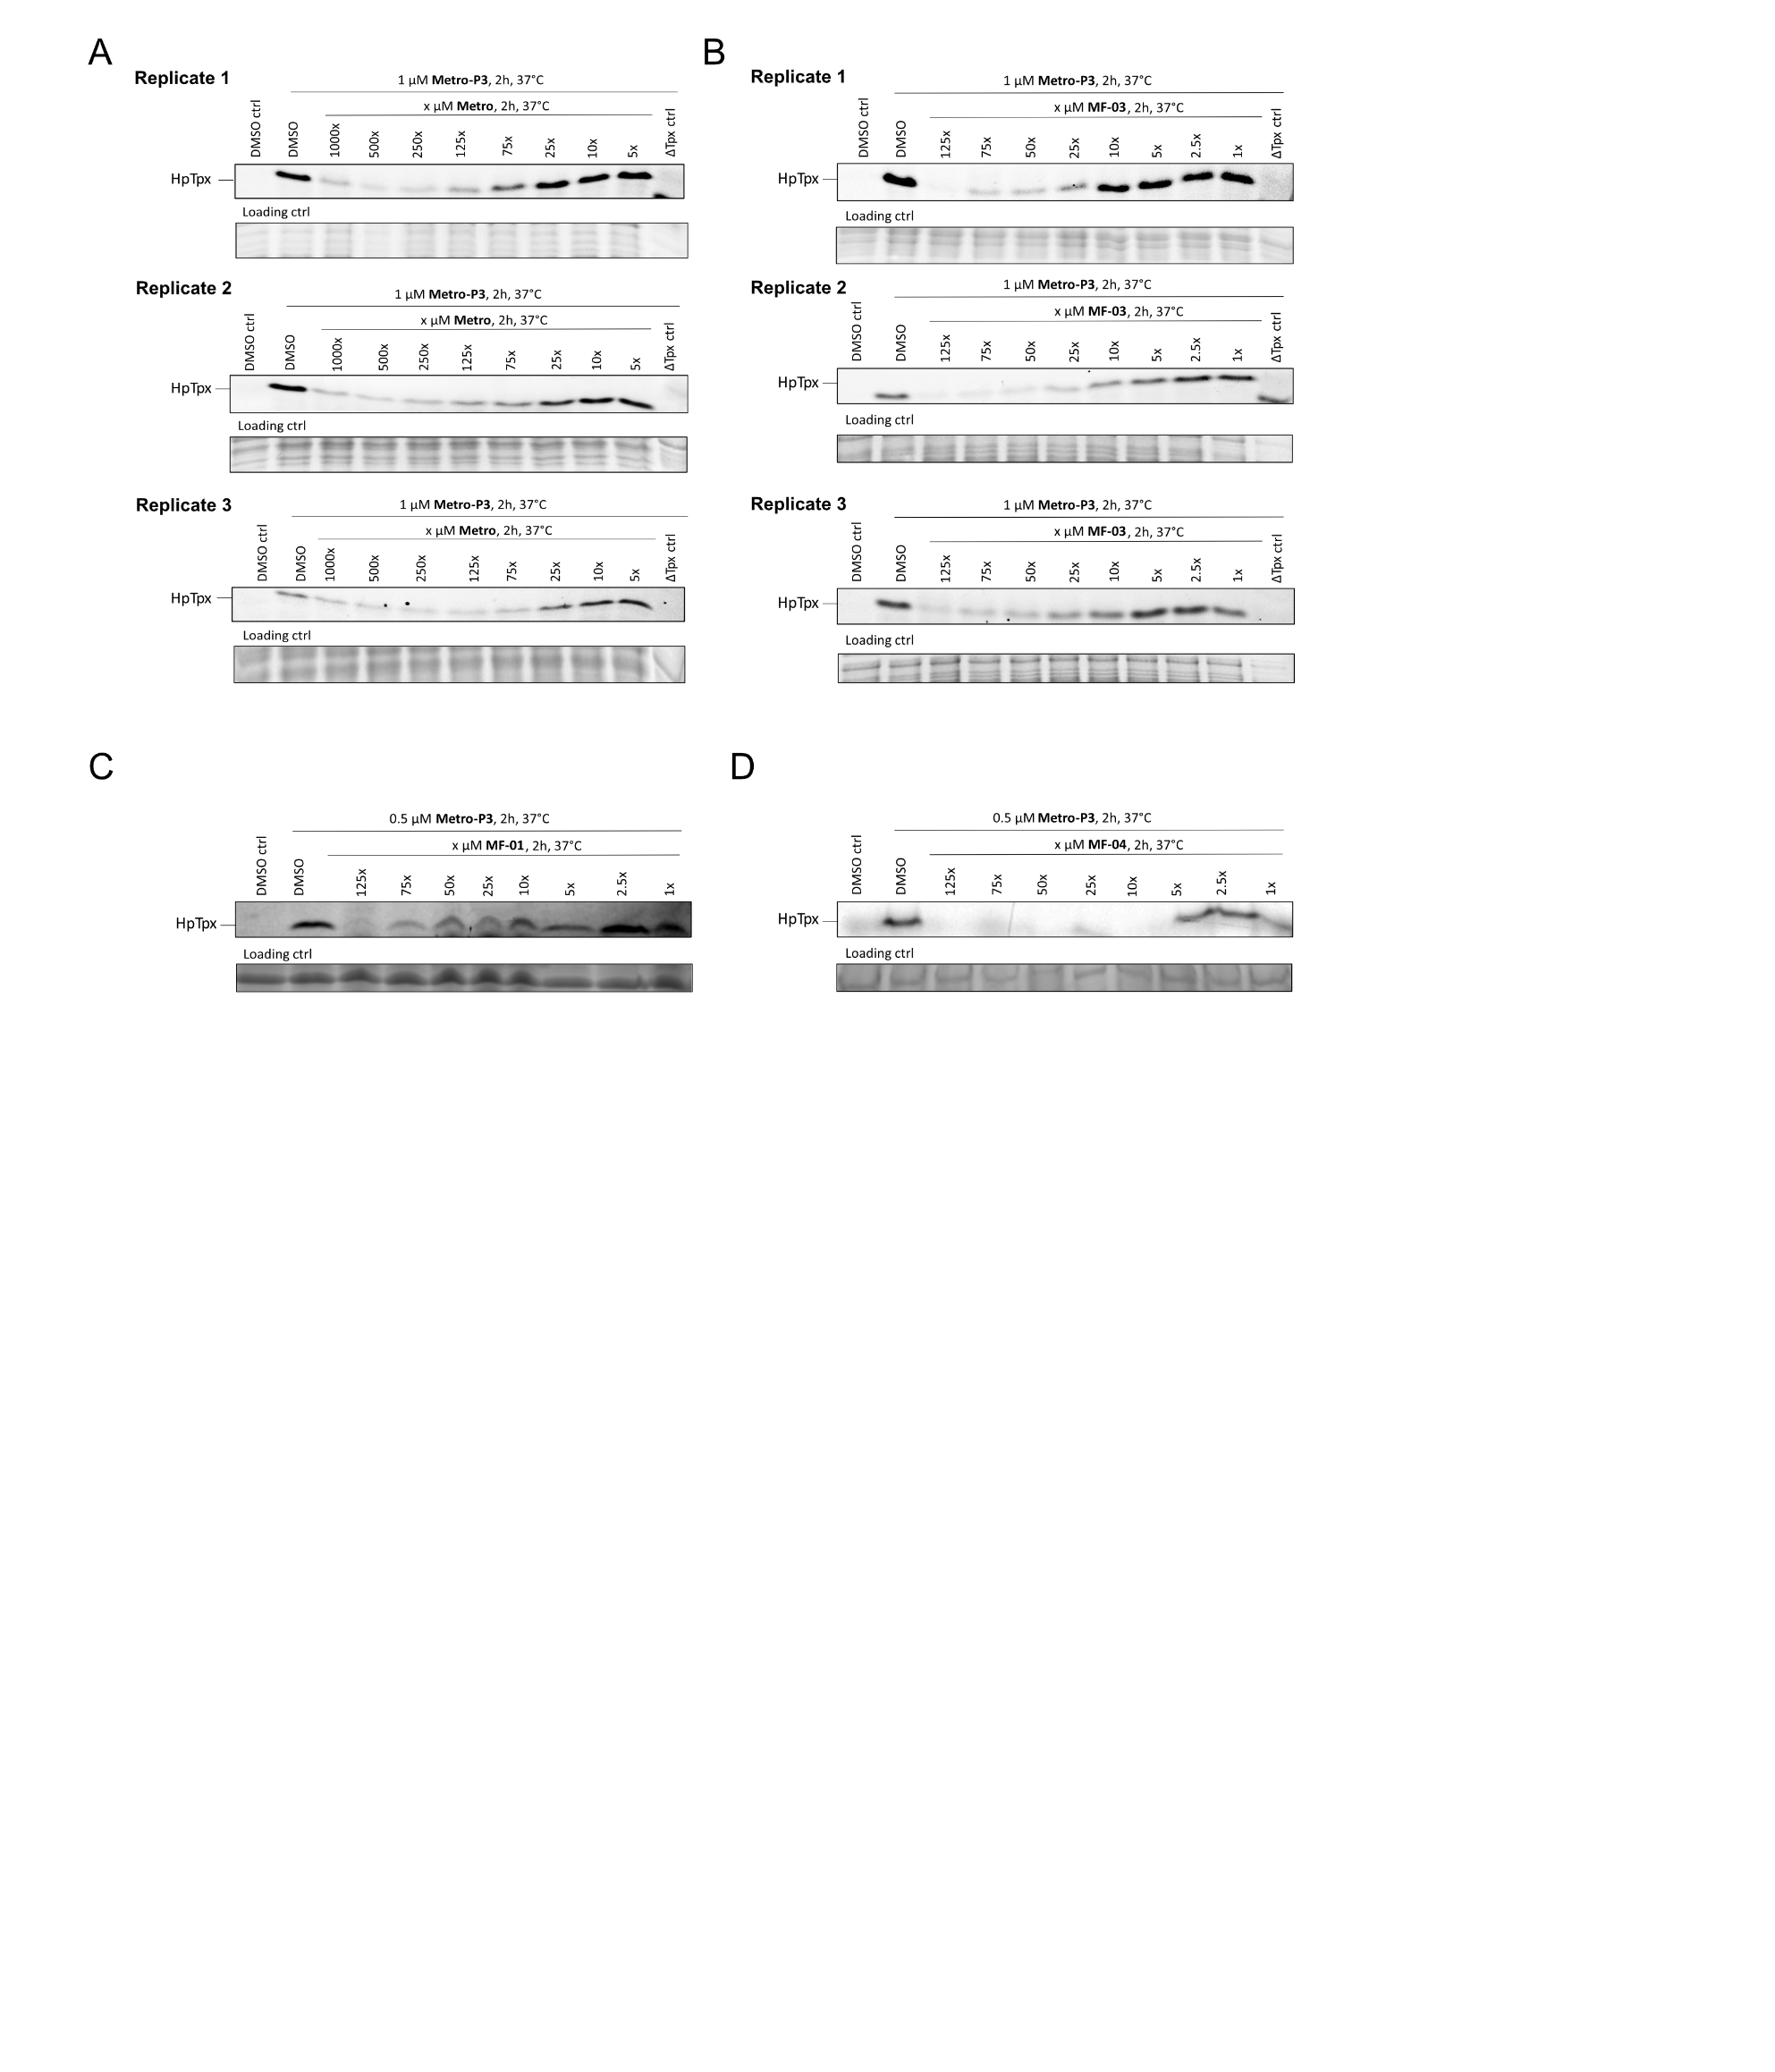 A
Replicate 1
1 µM Metro-P3, 2h, 37°C
x µM Metro, 2h, 37°C
DMSO ctrl DMSO 1000x 500x 250x 125x 75x 25x 10x 5x ΔTpx ctrl
HpTpx
Loading ctrl
Replicate 2
1 µM Metro-P3, 2h, 37°C
x µM Metro, 2h, 37°C
DMSO ctrl DMSO 1000x 500x 250x 125x 75x 25x 10x 5x ΔTpx ctrl
HpTpx
Loading ctrl
Replicate 3
1 µM Metro-P3, 2h, 37°C
x µM Metro, 2h, 37°C
DMSO ctrl DMSO 1000x 500x 250x 125x 75x 25x 10x 5x ΔTpx ctrl
HpTpx
Loading ctrl
B
Replicate 1
1 µM Metro-P3, 2h, 37°C
x µM MF-03, 2h, 37°C
DMSO ctrl DMSO 125x 75x 50x 25x 10x 5x 2.5x 1x ΔTpx ctrl
HpTpx
Loading ctrl
Replicate 2
1 µM Metro-P3, 2h, 37°C
x µM MF-03, 2h, 37°C
DMSO ctrl DMSO 125x 75x 50x 25x 10x 5x 2.5x 1x ΔTpx ctrl
HpTpx
Loading ctrl
Replicate 3
1 µM Metro-P3, 2h, 37°C
x µM MF-03, 2h, 37°C
DMSO ctrl DMSO 125x 75x 50x 25x 10x 5x 2.5x 1x ΔTpx ctrl
HpTpx
Loading ctrl
C
0.5 µM Metro-P3, 2h, 37°C
x µM MF-01, 2h, 37°C
DMSO ctrl DMSO 125x 75x 50x 25x 10x 5x 2.5x 1x
HpTpx
Loading ctrl
D
0.5 µM Metro-P3, 2h, 37°C
x µM MF-04, 2h, 37°C
DMSO ctrl DMSO 125x 75x 50x 25x 10x 5x 2.5x 1x
HpTpx
Loading ctrl